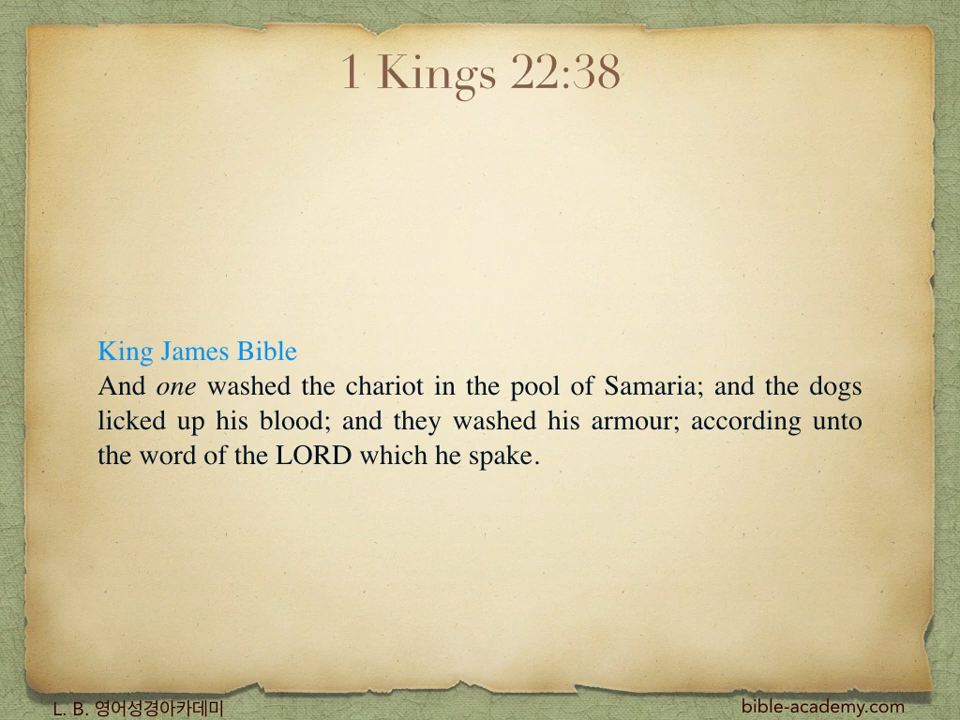 1 Kings 22:38
King James Bible
And one washed the chariot in the pool of Samaria; and the dogs
licked up his blood; and they washed his armour; according unto
the word of the LORD which he spake.
L. B. 영어성경아카데미
bible-academy.com